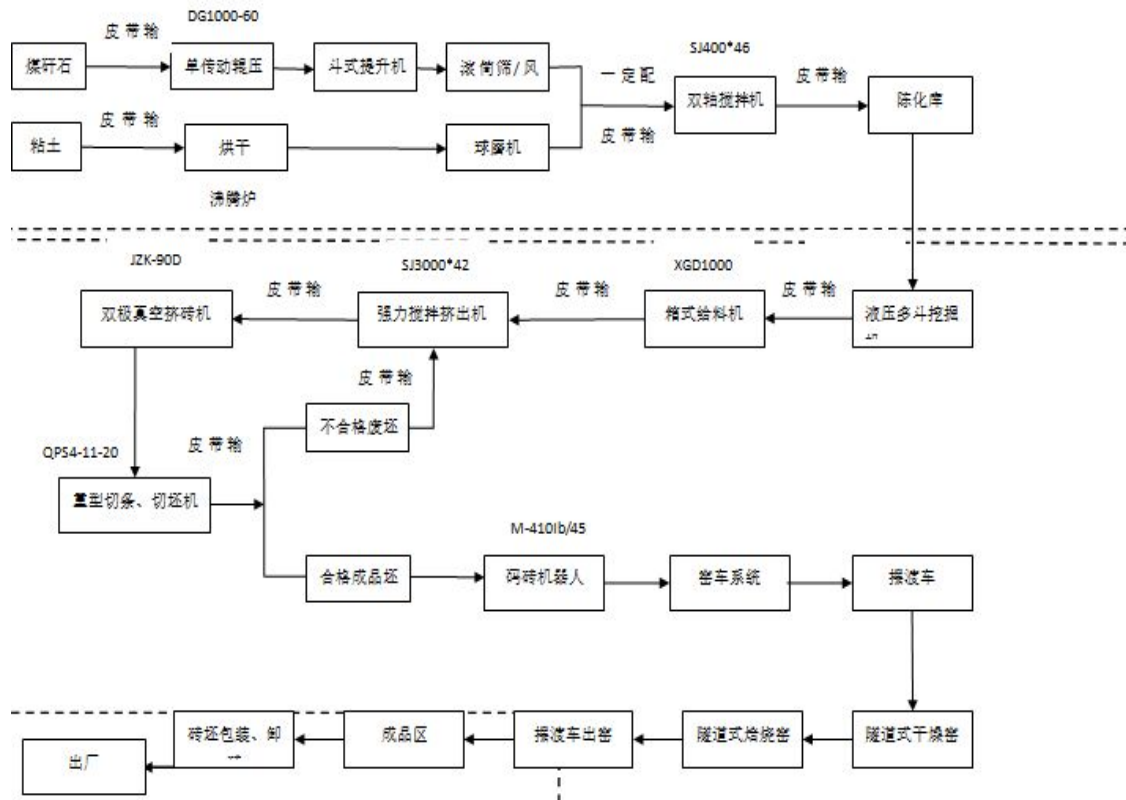 DG1000-60
皮带输
煤矸石
单传动辊压
斗式提升机
滚筒筛/风
SJ400*46
一定配
皮带输
双轴搅拌机
陈化库
皮带输
粘土
烘干
球磨机
皮带输
沸腾炉
JZK-90D
SJ3000*42
XGD1000
皮带输
皮带输
皮带输
双极真空挤砖机
强力搅拌挤出机
箱式给料机
液压多斗挖掘
皮带输
不合格废坯
QPS4-11-20
皮带输
重型切条、切坯机
M-410Ib/45
合格成品坯
码砖机器人
窑车系统
摆渡车
砖坯包装、卸
成品区
摆渡车出窑
隧道式焙烧窑
隧道式干燥窑
出厂